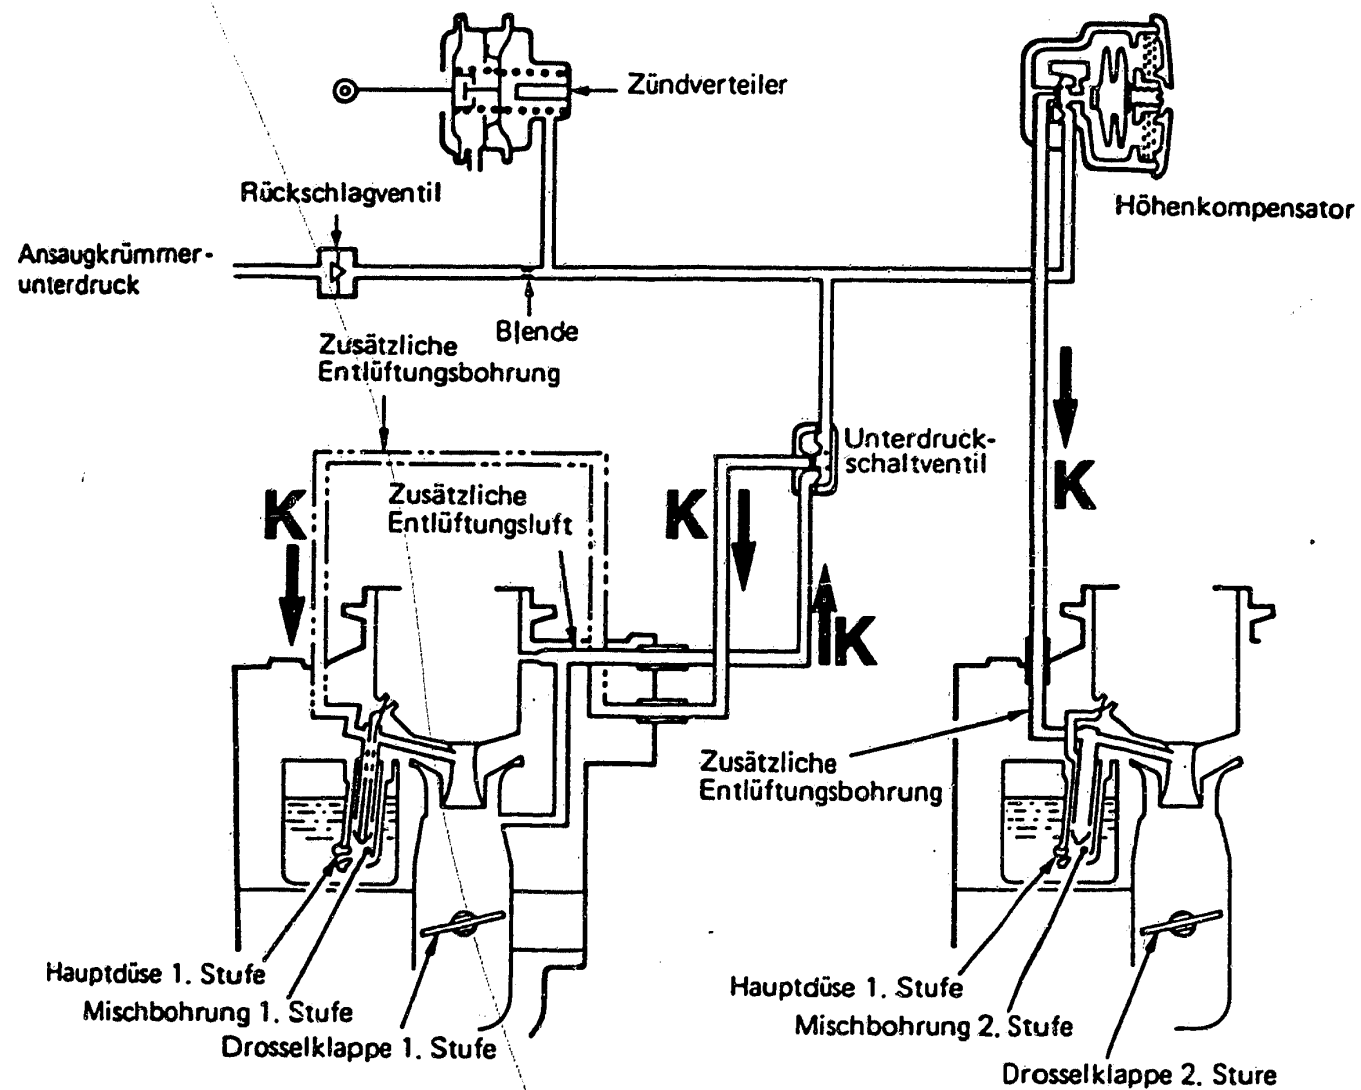 Zündverteiler
Höhenkompensator
Rückschlagventil
Ansaugkrümmer-
unterdruck
Blende
Zusätzliche
Entlüftungsbohrung
Unterdruck-
schaltventil
Zusätzliche
Entlüftungsluft
K
K
K
K
Zusätzliche
Entlüftungsbohrung
Hauptdüse 1. Stufe
Mischbohrung 1. Stufe
Drosselklappe 1. Stufe
Hauptdüse 1. Stufe
Mischbohrung 2. Stufe
Drosselklappe 2. Sture